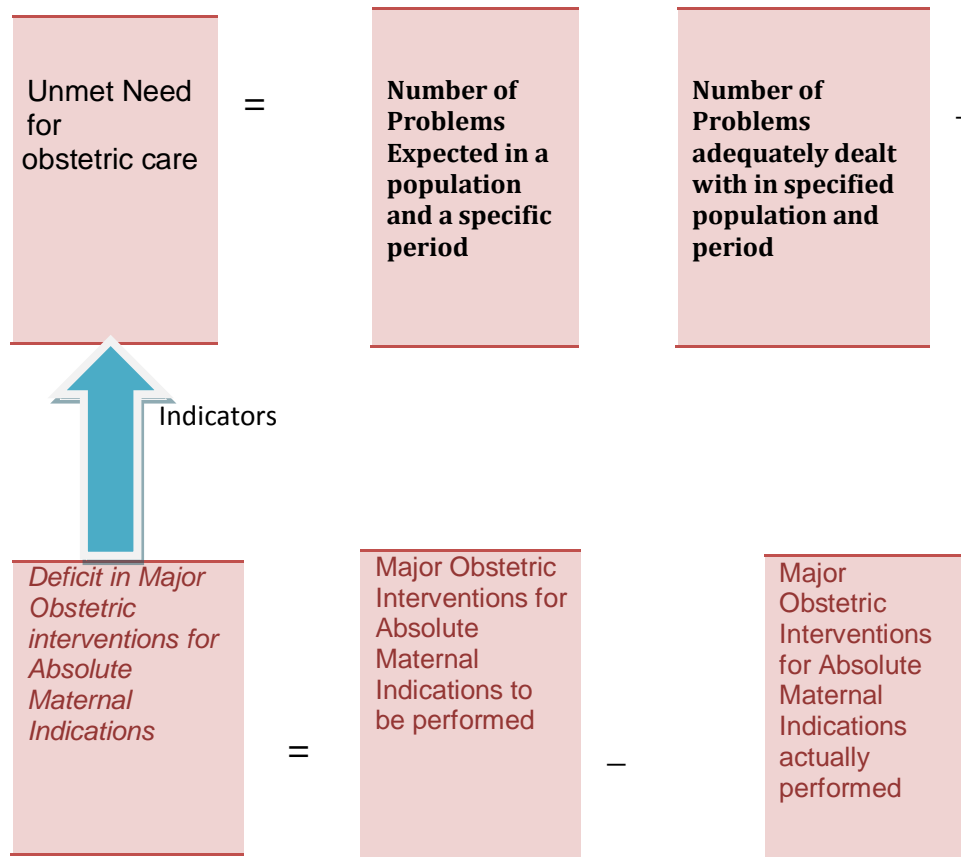 Unmet Need
for
obstetric care
=
Number of
Problems
Expected in a
population
and a specific
period
Number of
Problems
adequately dealt
with in specified
population and
period
–
Indicators
Deficit in Major
Obstetric
interventions for
Absolute
Maternal
Indications
=
Major Obstetric
Interventions for
Absolute
Maternal
Indications to
be performed
–
Major
Obstetric
Interventions
for Absolute
Maternal
Indications
actually
performed